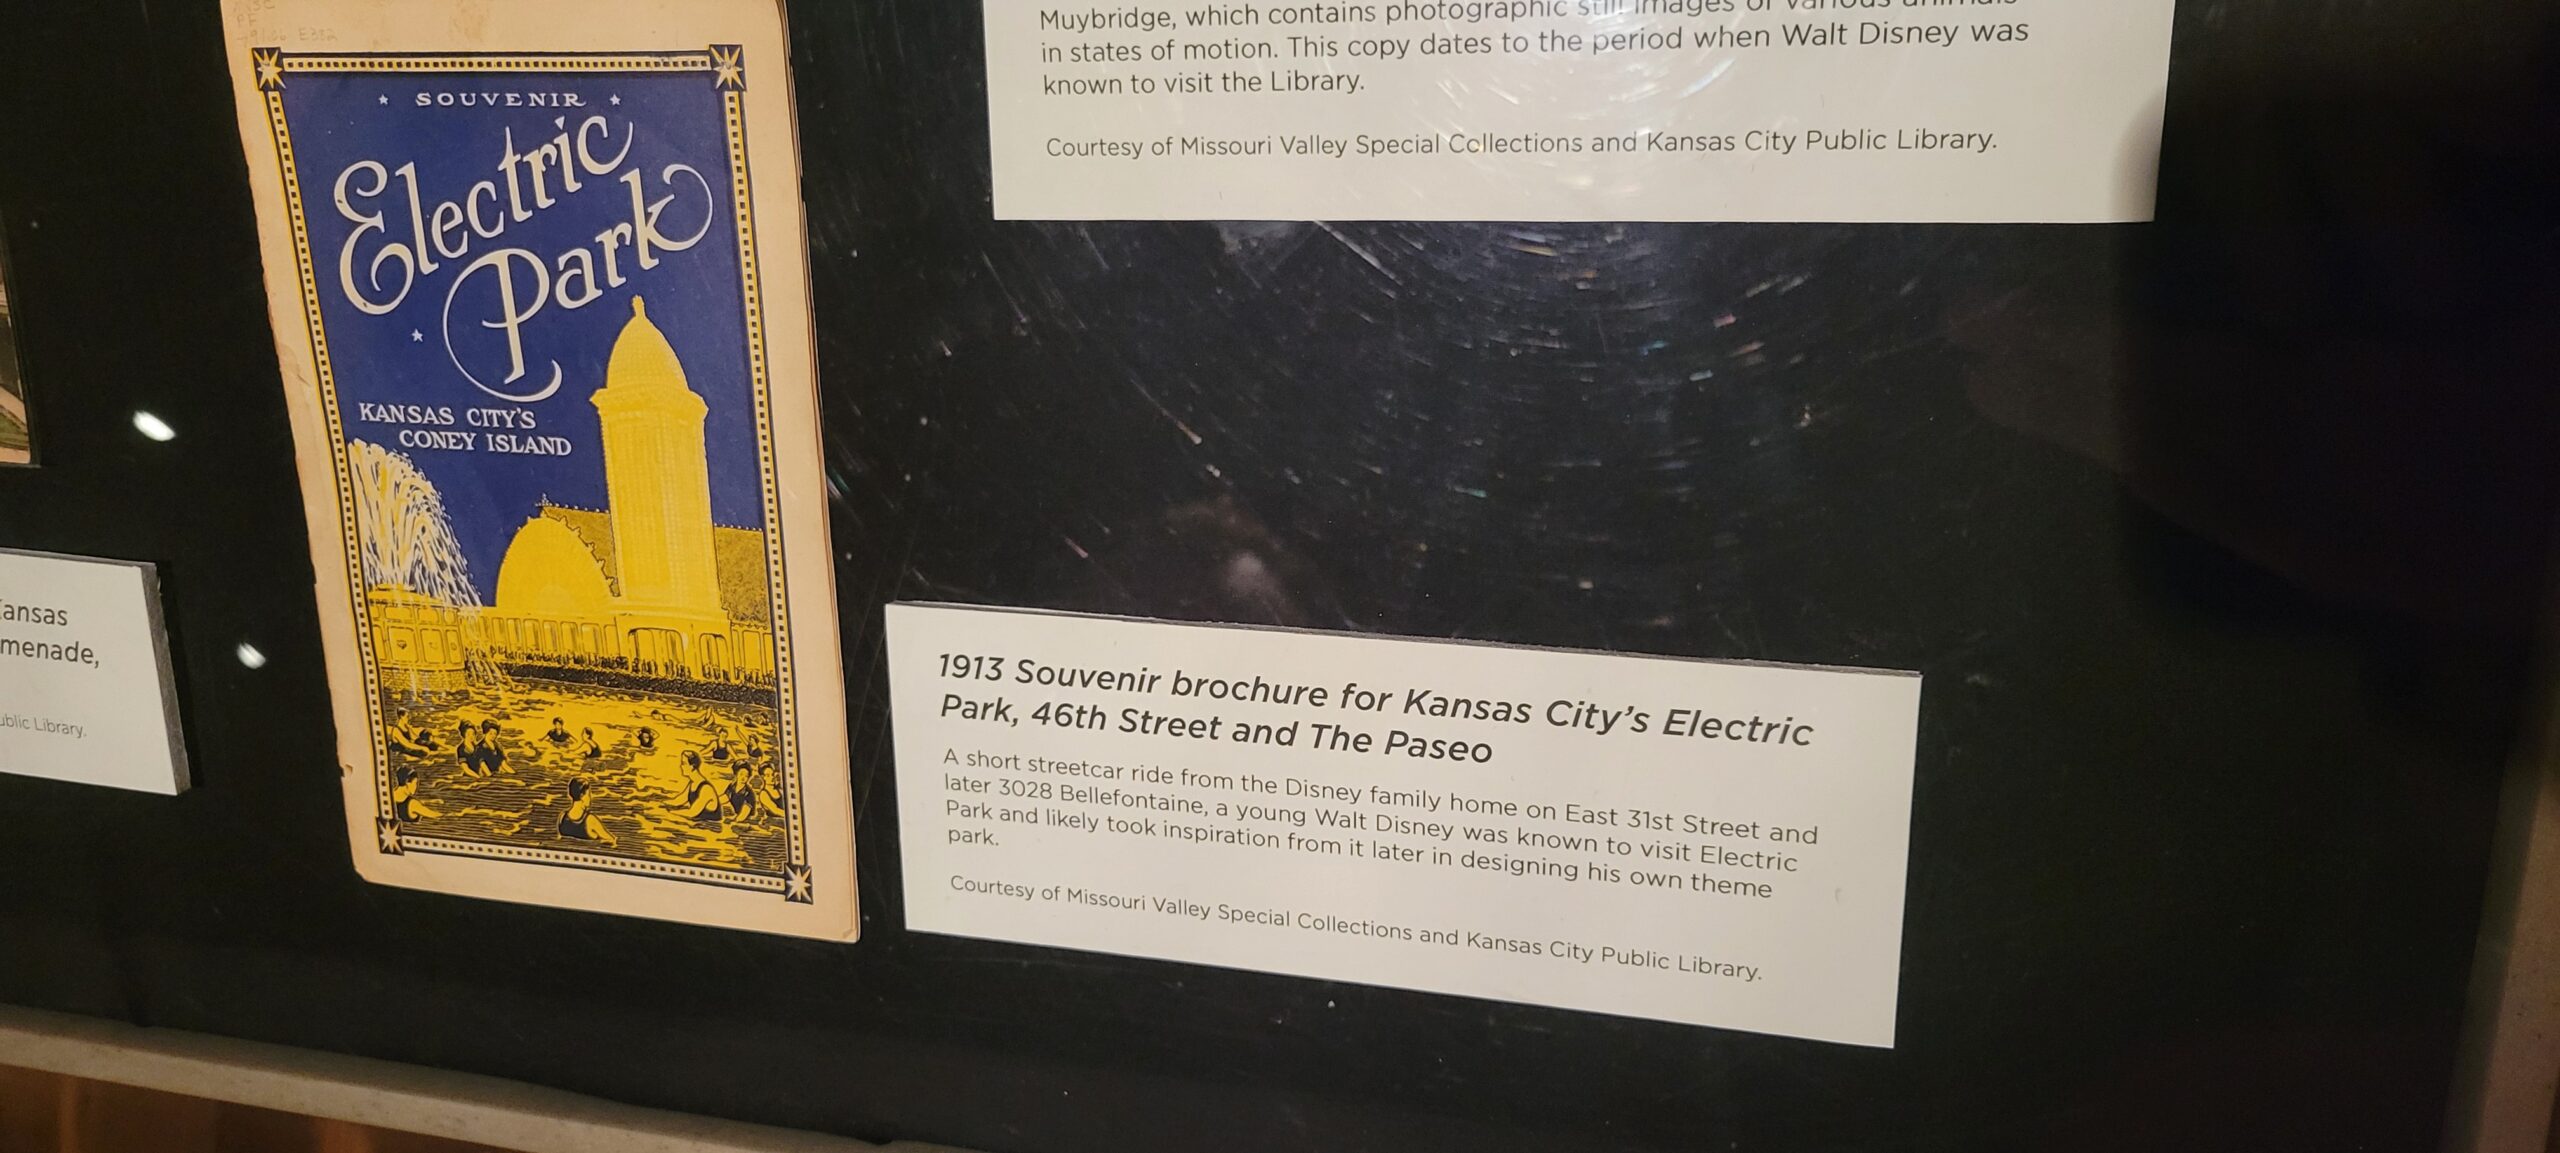 SOUVENIR
Electric
Park
KANSAS CITY'S
CONEY ISLAND
Muybridge, which contains photographic still images of various animals
in states of motion. This copy dates to the period when Walt Disney was
known to visit the Library.
Courtesy of Missouri Valley Special Collections and Kansas City Public Library.
ansas
menade,
ublic Library.
1913 Souvenir brochure for Kansas City's Electric
Park, 46th Street and The Paseo
A short streetcar ride from the Disney family home on East 31st Street and
later 3028 Bellefontaine, a young Walt Disney was known to visit Electric
Park and likely took inspiration from it later in designing his own theme
park.
Courtesy of Missouri Valley Special Collections and Kansas City Public Library.